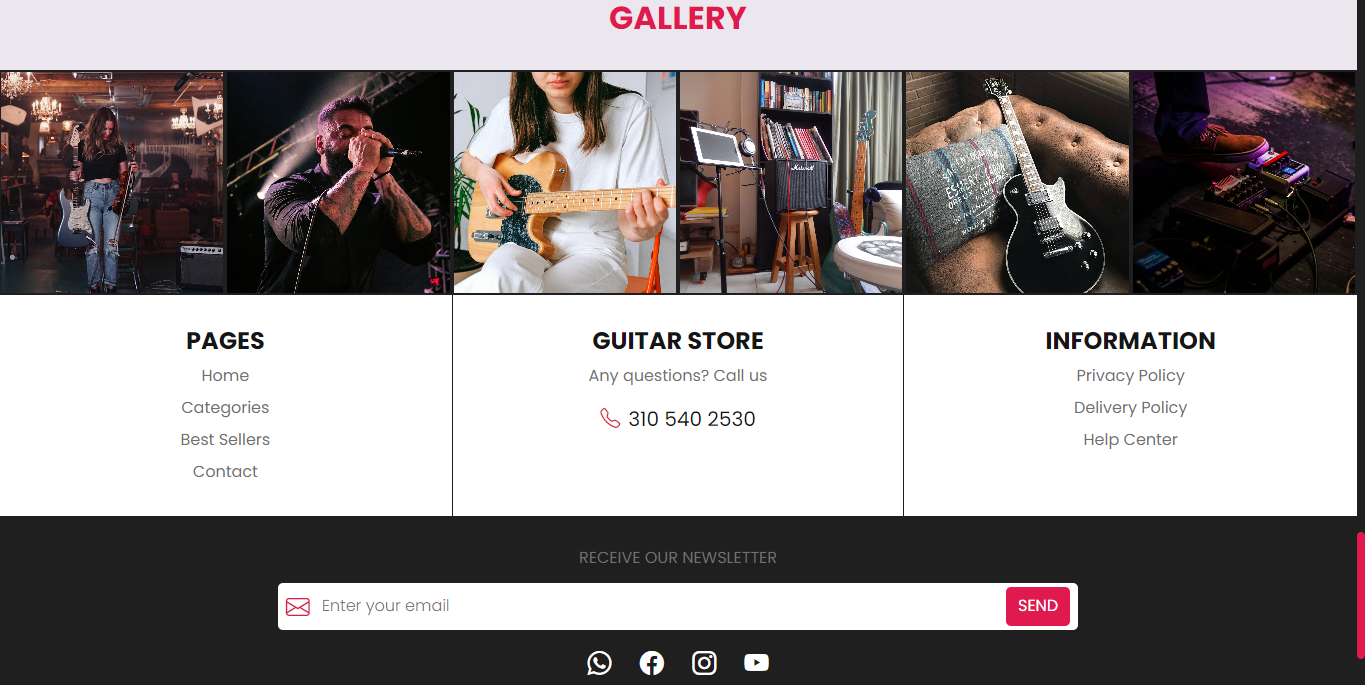 GALLERY
Marshall
PAGES
Home
Categories
Best Sellers
Contact
GUITAR STORE
Any questions? Call us
310 540 2530
INFORMATION
Privacy Policy
Delivery Policy
Help Center
RECEIVE OUR NEWSLETTER
Enter your email
SEND